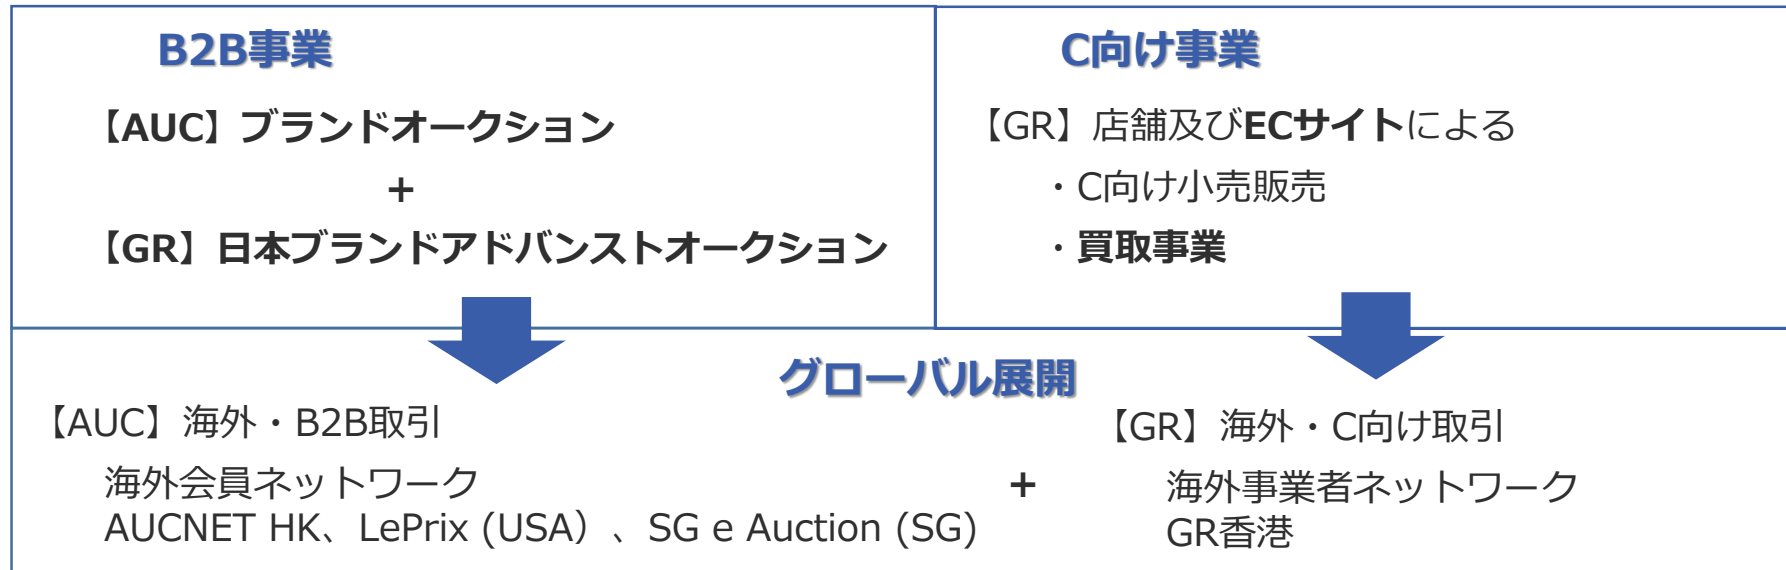 B2B事業
【AUC】ブランドオークション
+
【GR】日本ブランドアドバンストオークション
C向け事業
【GR】店舗及びECサイトによる
・C向け小売販売
・買取事業
グローバル展開
【AUC】海外・B2B取引
海外会員ネットワーク
AUCNET HK、LePrix (USA）、SG e Auction (SG)
+
【GR】海外・C向け取引
海外事業者ネットワーク
GR香港